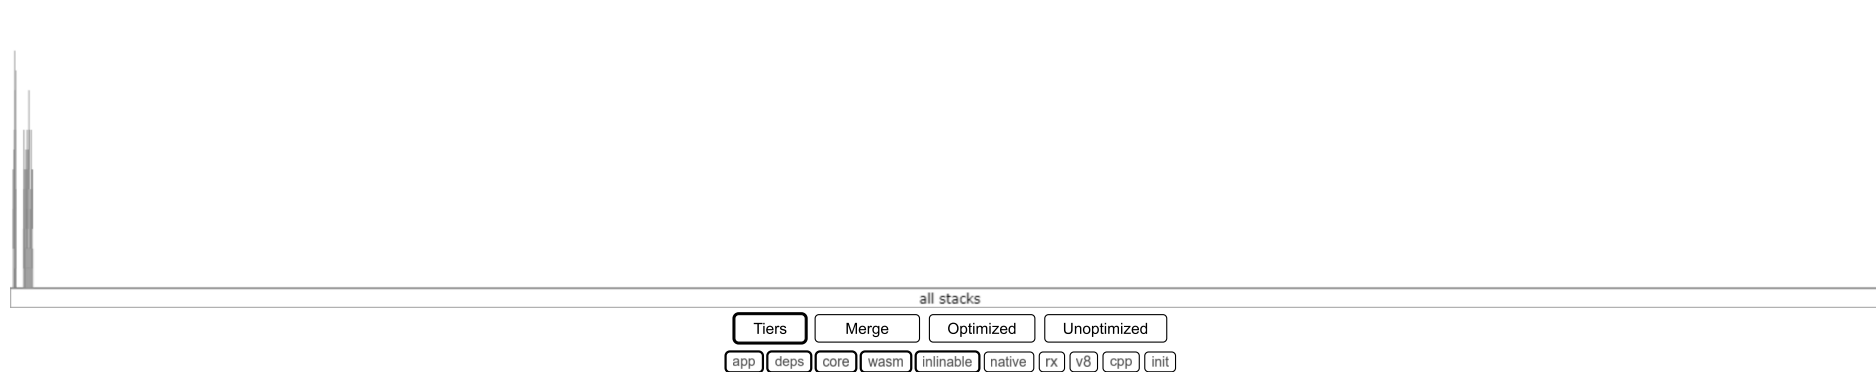 all stacks
Tiers Merge Optimized Unoptimized
app deps core wasm inlinable native rx v8 cpp init